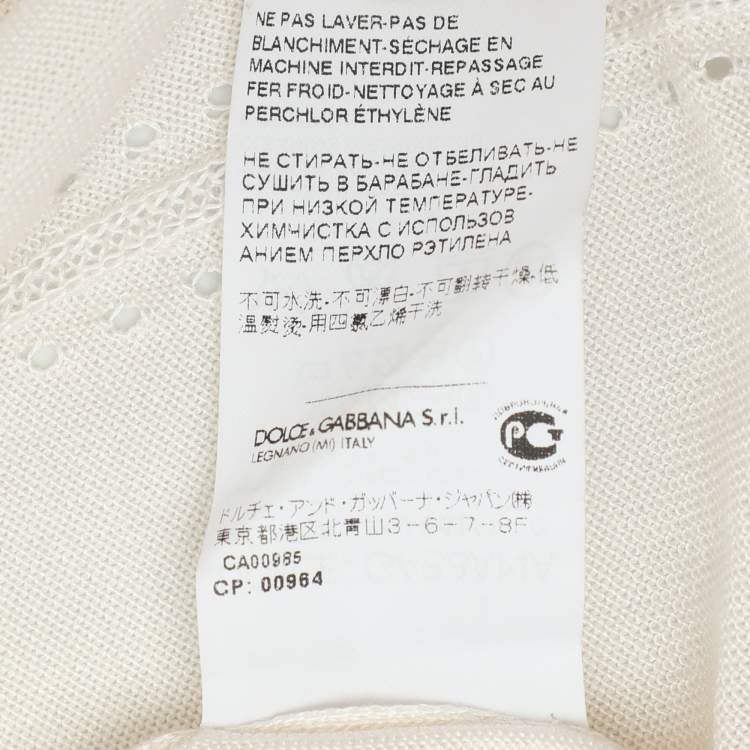 NE PAS LAVER-PAS DE
BLANCHIMENT-SÉCHAGE EN
MACHINE INTERDIT-REPASSAGE
FER FROID-NETTOYAGE À SEC AU
PERCHLOR ÉTHYLÈNE
НЕ СТИРАТЬ-НЕ ОТБЕЛИВАТЬ-НЕ
СУШИТЬ В БАРАБАНЕ-ГЛАДИТЬ
ПРИ НИЗКОЙ ТЕМПЕРАТУРЕ-
ХИМЧИСТКА С ИСПОЛЬЗОВ
АНИЕМ ПЕРХЛО РЭТИЛЕНА
不可水洗-不可漂白-不可翻转干燥-低
温熨烫-用四氯乙烯干洗
DOLCE & GABBANA S.r.l.
LEGNANO (MI) ITALY
ДОБРОВОЛЬНАЯ
РСТ
СЕРТИФИКАЦИЯ
ドルチェ・アンド・ガッバーナ・ジャパン(株)
東京都港区北青山3-6-7-8F
CA00985
CP: 00964